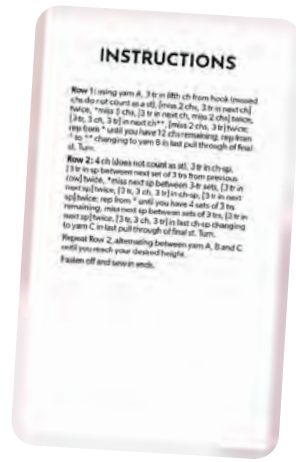 INSTRUCTIONS
Row 1: using yarn A, 3 tr in fifth ch from hook (missed
chs do not count as a st), [miss 2 chs, 3 tr in next ch]
twice, *miss 5 chs, [3 tr in next ch, miss 2 chs] twice,
[3 tr, 3 ch, 3 tr] in next ch**, [miss 2 chs, 3 tr] twice;
rep from * until you have 12 chs remaining, rep from
* to ** changing to yarn B in last pull through of final
st. Turn.
Row 2: 4 ch (does not count as st), 3 tr in ch-sp,
[3 tr in sp between next set of 3 trs from previous
row] twice, *miss next sp between 3-tr sets, [3 tr in
next sp] twice, [3 tr, 3 ch, 3 tr] in ch-sp, [3 tr in next
sp] twice; rep from * until you have 4 sets of 3 trs
remaining, miss next sp between sets of 3 trs, [3 tr in
next sp] twice, [3 tr, 3 ch, 3 tr] in last ch-sp changing
to yarn C in last pull through of final st. Turn.
Repeat Row 2, alternating between yarn A, B and C
until you reach your desired height.
Fasten off and sew in ends.